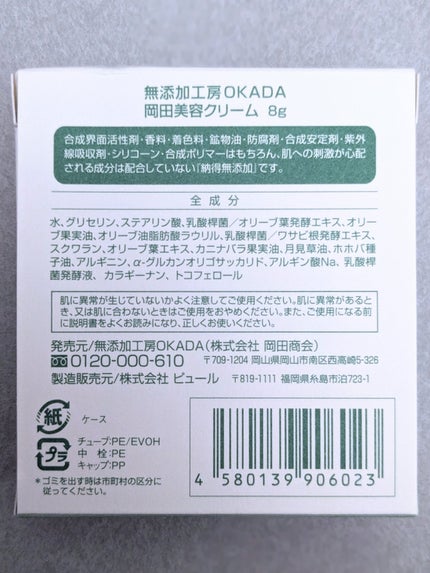 無添加工房OKADA
岡田美容クリーム 8g
合成界面活性剤・香料・着色料・鉱物油・防腐剤・合成安定剤・紫外
線吸収剤・シリコーン・合成ポリマーはもちろん、肌への刺激が心配
される成分は配合していない「納得無添加」です。
全成分
水、グリセリン、ステアリン酸、乳酸桿菌／オリーブ葉発酵エキス、オリー
ブ果実油、オリーブ油脂肪酸ラウリル、乳酸桿菌／ワサビ根発酵エキス、
スクワラン、オリーブ葉エキス、カニナバラ果実油、月見草油、ホホバ種
子油、アルギニン、α-グルカンオリゴサッカリド、アルギン酸Na、乳酸桿
菌発酵液、カラギーナン、トコフェロール
肌に異常が生じていないかよく注意してご使用ください。肌に異常があると
き、又は肌に合わないときはご使用をおやめください。また、ご使用になる前
に説明書をよくお読みになり、正しくお使いください。
発売元/無添加工房OKADA(株式会社 岡田商会)
0120-000-610 〒709-1204 岡山県岡山市南区西高崎5-326
製造販売元/株式会社 ピュール 〒819-1111 福岡県糸島市泊723-1
紙 ケース
プラ チューブ:PE/EVOH
中 栓:PE
キャップ:PP
＊ゴミを出す時は市町村の区分に
従ってください。
4 580139 906023